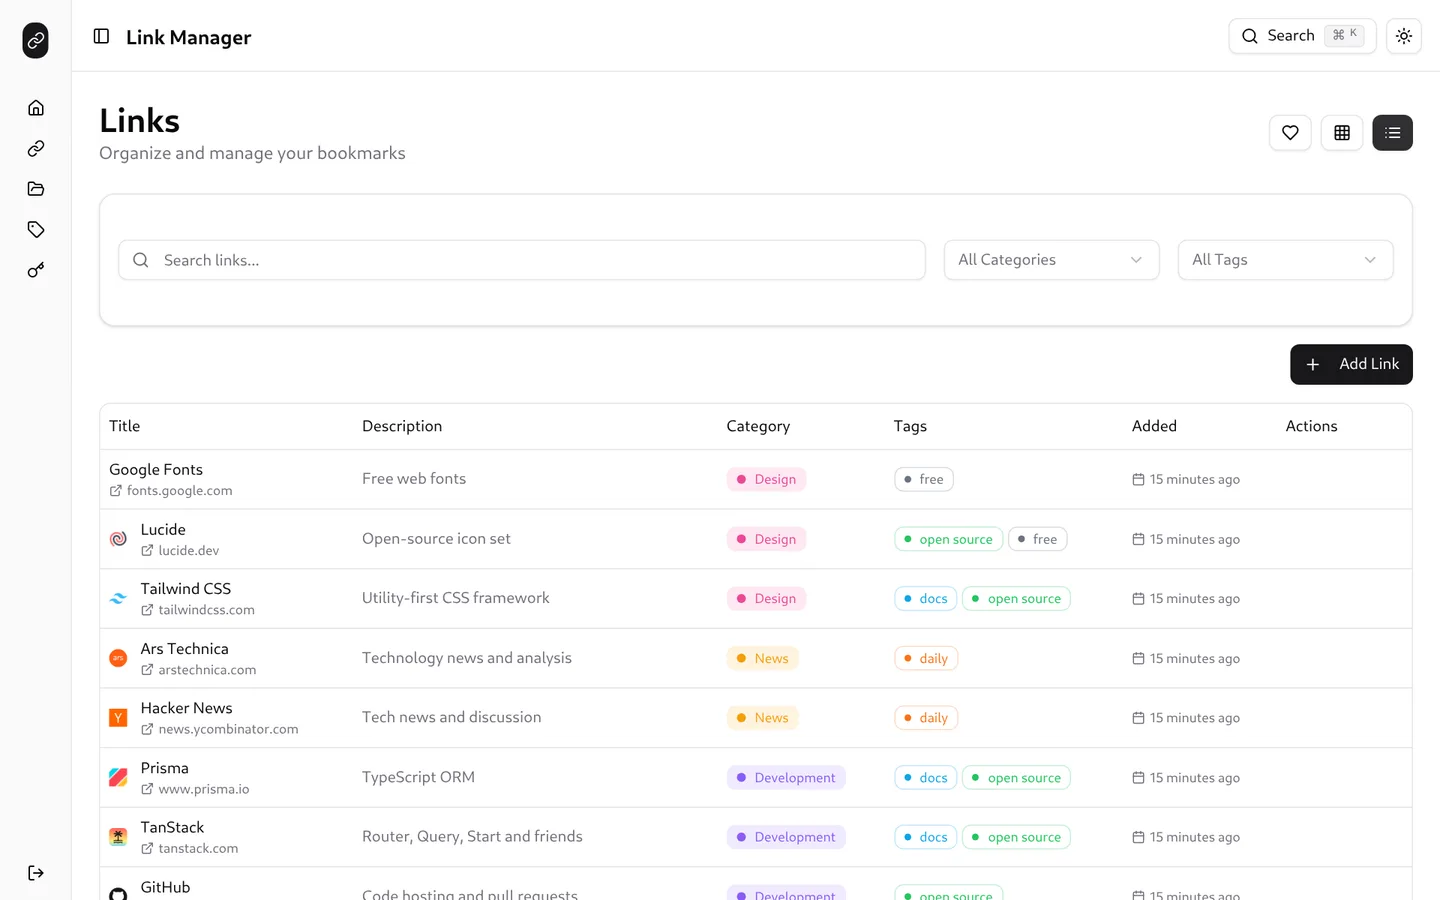 Link Manager
Search ⌘ K
Links
Organize and manage your bookmarks
Search links...
All Categories
All Tags
Add Link
Title Description Category Tags Added Actions
Google Fonts
fonts.google.com
Free web fonts
Design
free
15 minutes ago
Lucide
lucide.dev
Open-source icon set
Design
open source free
15 minutes ago
Tailwind CSS
tailwindcss.com
Utility-first CSS framework
Design
docs open source
15 minutes ago
ars
Ars Technica
arstechnica.com
Technology news and analysis
News
daily
15 minutes ago
Y
Hacker News
news.ycombinator.com
Tech news and discussion
News
daily
15 minutes ago
Prisma
www.prisma.io
TypeScript ORM
Development
docs open source
15 minutes ago
TanStack
tanstack.com
Router, Query, Start and friends
Development
docs open source
15 minutes ago
GitHub
Code hosting and pull requests
Development
open source
15 minutes ago